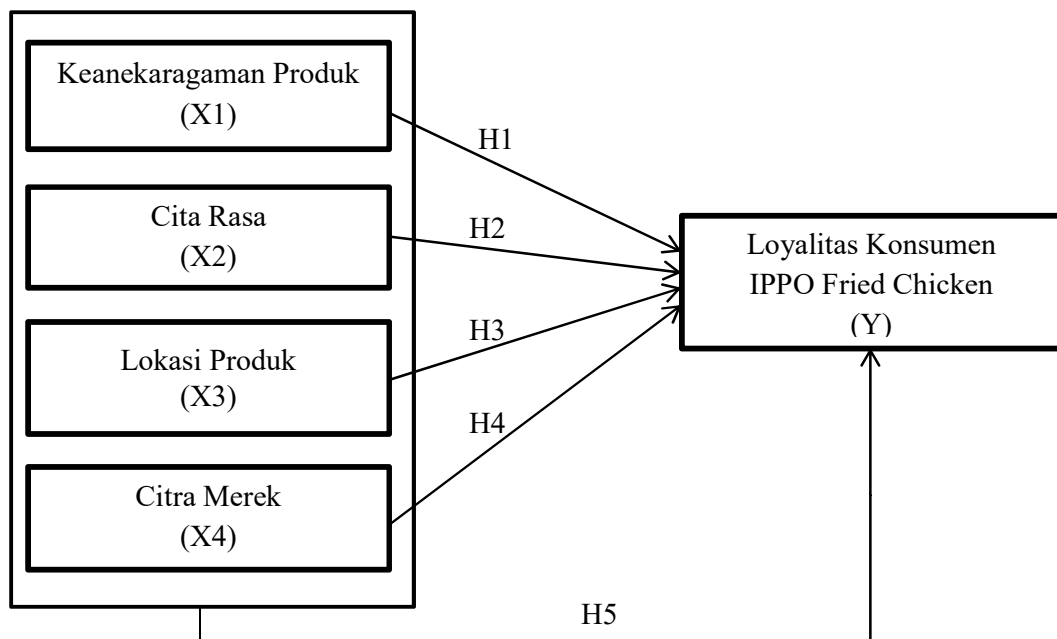 Keanekaragaman Produk
(X1)
Cita Rasa
(X2)
Lokasi Produk
(X3)
Citra Merek
(X4)
H1
H2
H3
H4
Loyalitas Konsumen
IPPO Fried Chicken
(Y)
H5